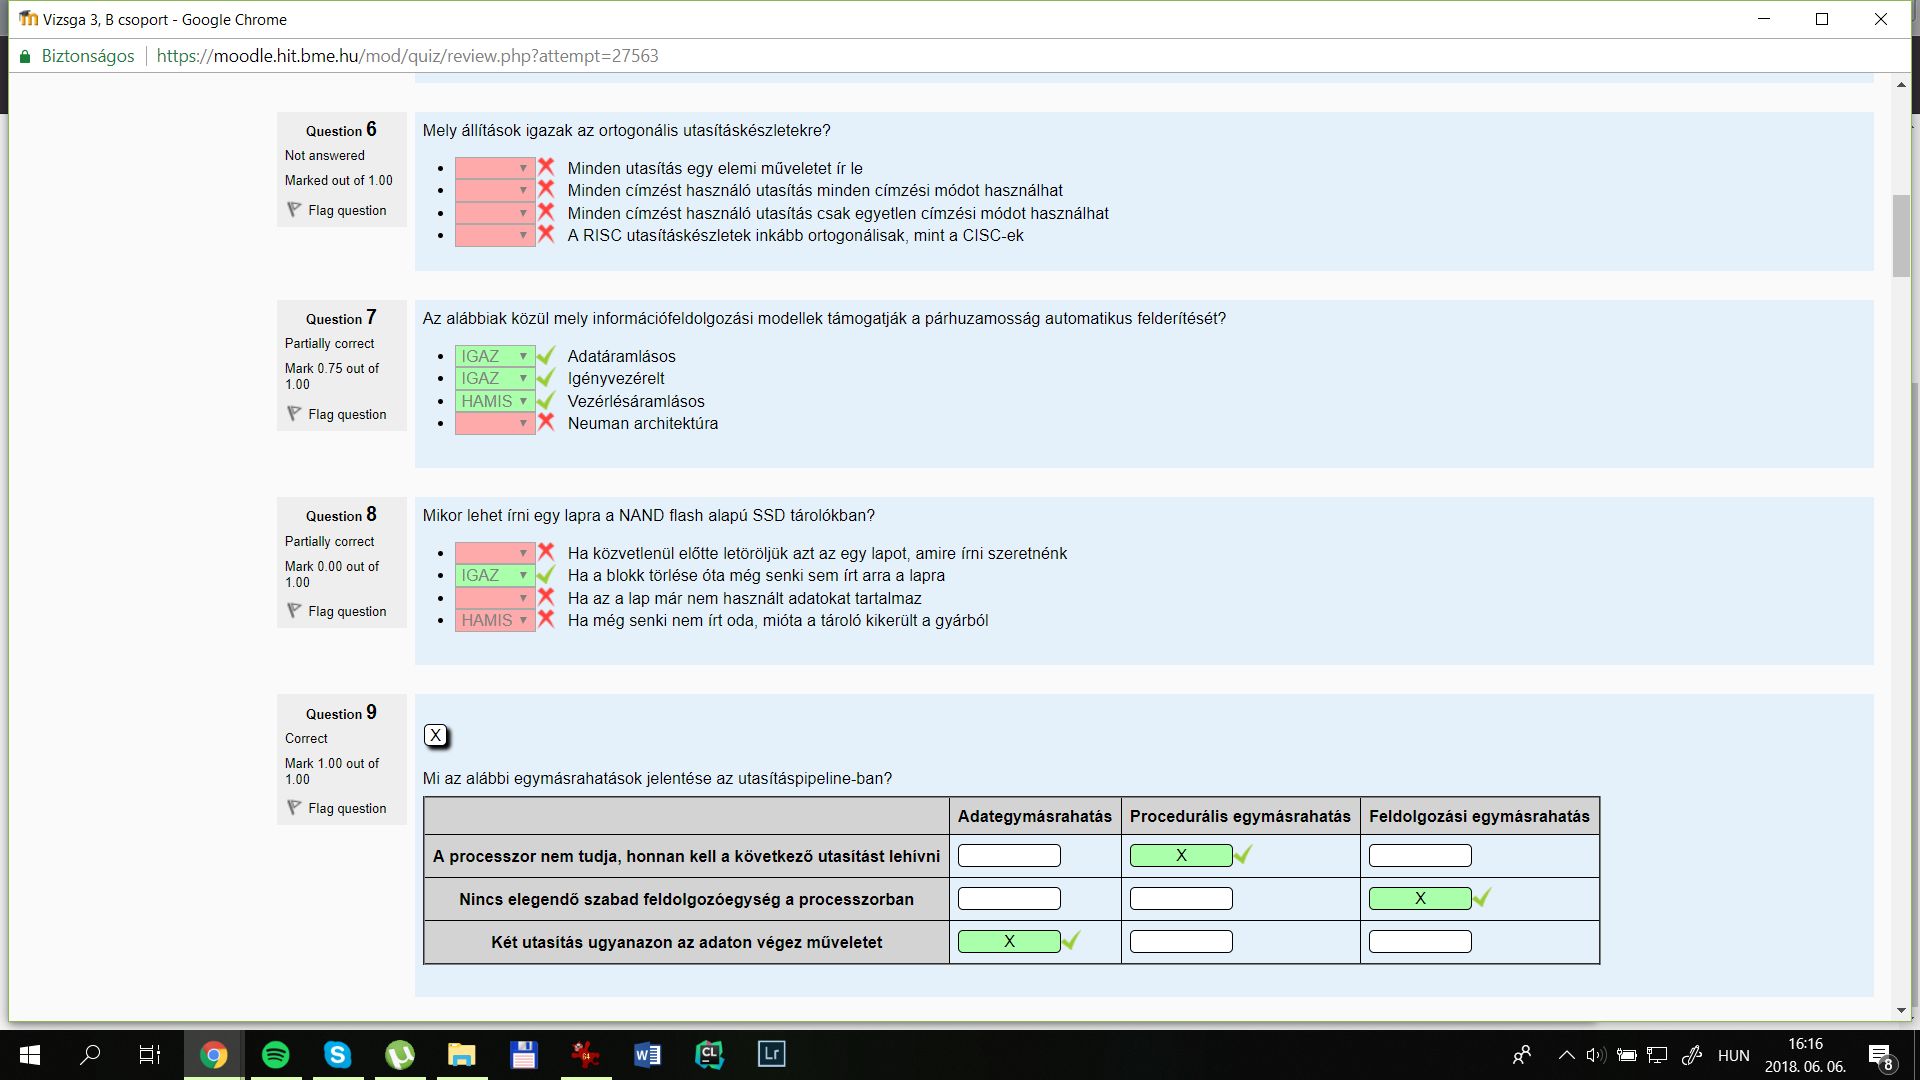 Vizsga 3, B csoport - Google Chrome
Biztonságos
https://moodle.hit.bme.hu/mod/quiz/review.php?attempt=27563
Question 6
Not answered
Marked out of 1.00
Flag question
Mely állítások igazak az ortogonális utasításkészletekre?
Minden utasítás egy elemi műveletet ír le
Minden címzést használó utasítás minden címzési módot használhat
Minden címzést használó utasítás csak egyetlen címzési módot használhat
A RISC utasításkészletek inkább ortogonálisak, mint a CISC-ek
Question 7
Partially correct
Mark 0.75 out of
1.00
Flag question
Az alábbiak közül mely információfeldolgozási modellek támogatják a párhuzamosság automatikus felderítését?
IGAZ Adatáramlásos
IGAZ Igényvezérelt
HAMIS Vezérlésáramlásos
Neuman architektúra
Question 8
Partially correct
Mark 0.00 out of
1.00
Flag question
Mikor lehet írni egy lapra a NAND flash alapú SSD tárolókban?
Ha közvetlenül előtte letöröljük azt az egy lapot, amire írni szeretnénk
IGAZ Ha a blokk törlése óta még senki sem írt arra a lapra
Ha az a lap már nem használt adatokat tartalmaz
HAMIS Ha még senki nem írt oda, mióta a tároló kikerült a gyárból
Question 9
Correct
Mark 1.00 out of
1.00
Flag question
X
Mi az alábbi egymásrahatások jelentése az utasításpipeline-ban?
Adategymásrahatás Procedurális egymásrahatás Feldolgozási egymásrahatás
A processzor nem tudja, honnan kell a következő utasítást lehívni X
Nincs elegendő szabad feldolgozóegység a processzorban X
Két utasítás ugyanazon az adaton végez műveletet X
64
CL
Lr
HUN
16:16
2018. 06. 06.
8